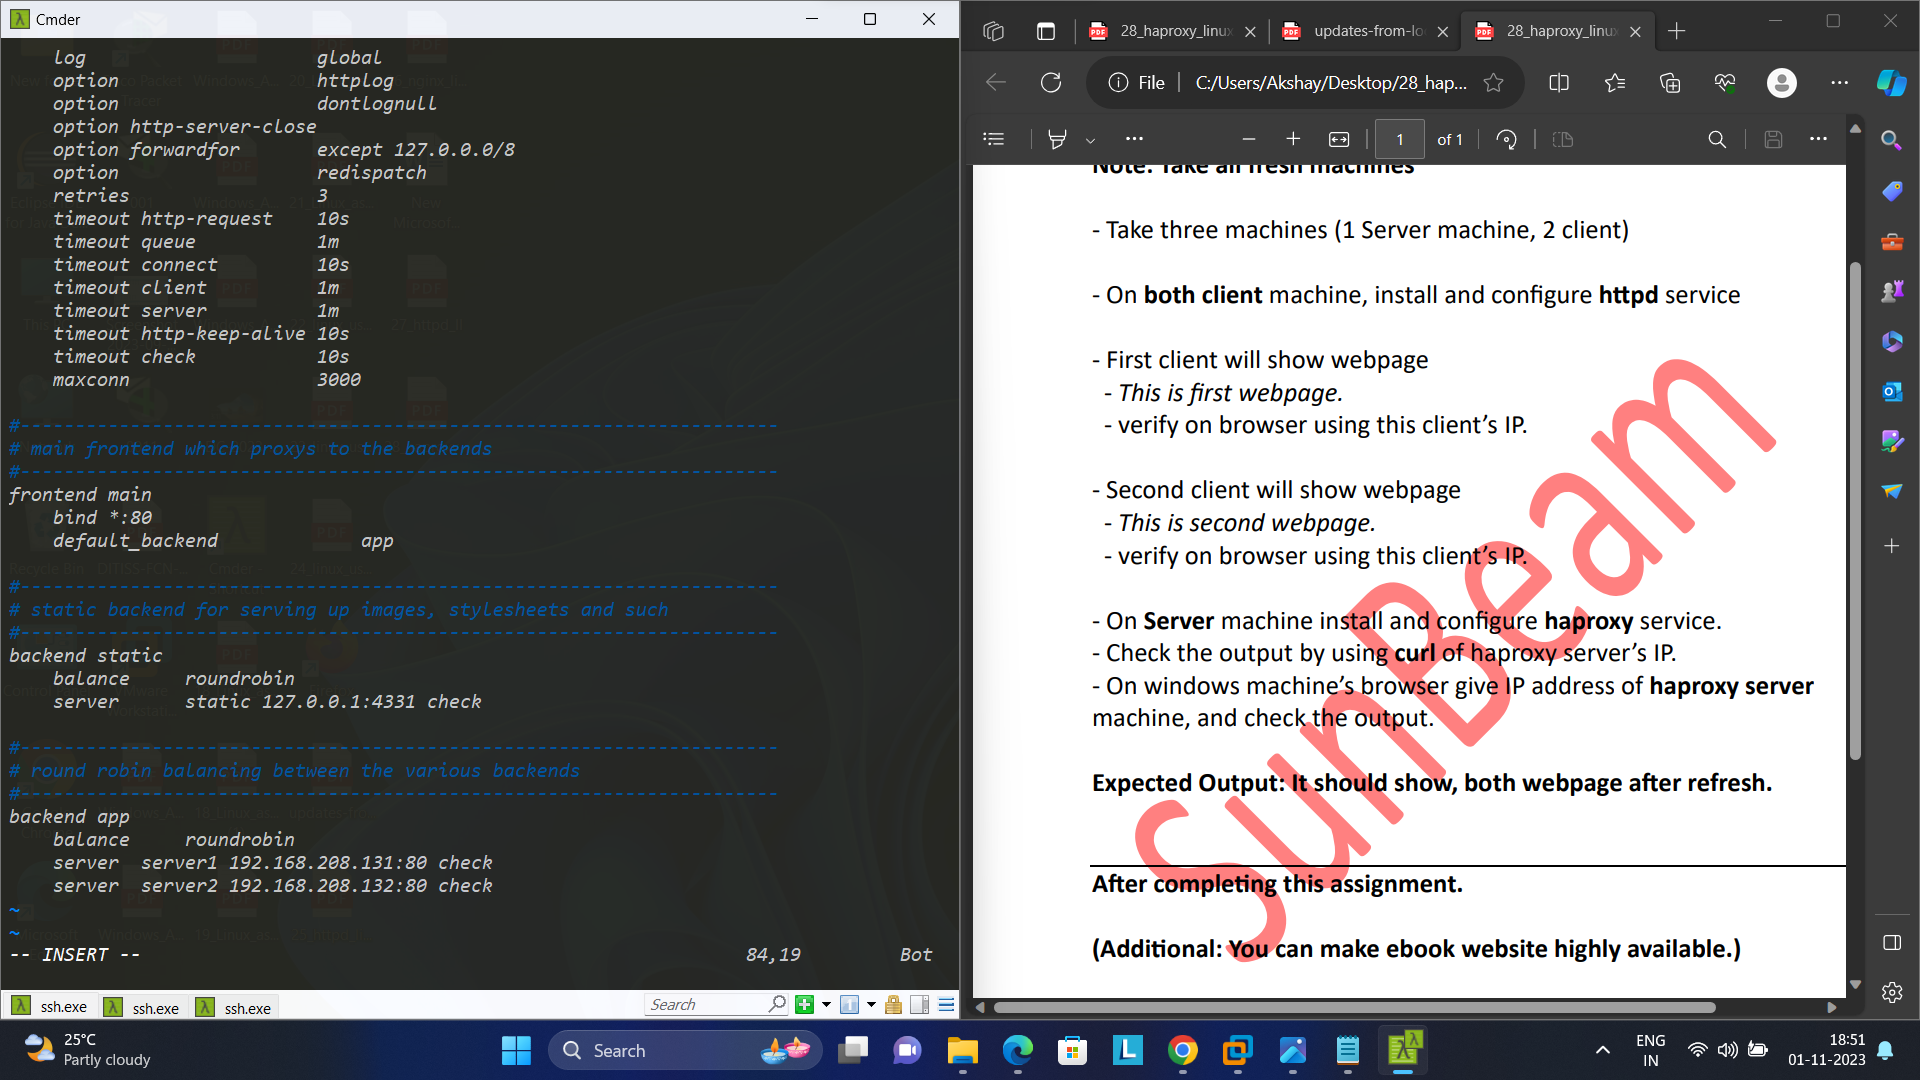 Cmder
log global
option httplog
option dontlognull
option http-server-close
option forwardfor except 127.0.0.0/8
option redispatch
retries 3
timeout http-request 10s
timeout queue 1m
timeout connect 10s
timeout client 1m
timeout server 1m
timeout http-keep-alive 10s
timeout check 10s
maxconn 3000
#---------------------------------------------------------------------
# main frontend which proxys to the backends
#---------------------------------------------------------------------
frontend main
bind *:80
default_backend app
#---------------------------------------------------------------------
# static backend for serving up images, stylesheets and such
#---------------------------------------------------------------------
backend static
balance roundrobin
server static 127.0.0.1:4331 check
#---------------------------------------------------------------------
# round robin balancing between the various backends
#---------------------------------------------------------------------
backend app
balance roundrobin
server server1 192.168.208.131:80 check
server server2 192.168.208.132:80 check
~
~
-- INSERT -- 84,19 Bot
ssh.exe ssh.exe ssh.exe Search
28_haproxy_linux updates-from-lo 28_haproxy_linux
File C:/Users/Akshay/Desktop/28_hap...
1 of 1
Note: Take all fresh machines
- Take three machines (1 Server machine, 2 client)
- On both client machine, install and configure httpd service
- First client will show webpage
- This is first webpage.
- verify on browser using this client's IP.
- Second client will show webpage
- This is second webpage.
- verify on browser using this client's IP.
- On Server machine install and configure haproxy service.
- Check the output by using curl of haproxy server's IP.
- On windows machine's browser give IP address of haproxy server
machine, and check the output.
Expected Output: It should show, both webpage after refresh.
After completing this assignment.
(Additional: You can make ebook website highly available.)
SunBeam
25°C
Partly cloudy
Search
ENG
IN
18:51
01-11-2023